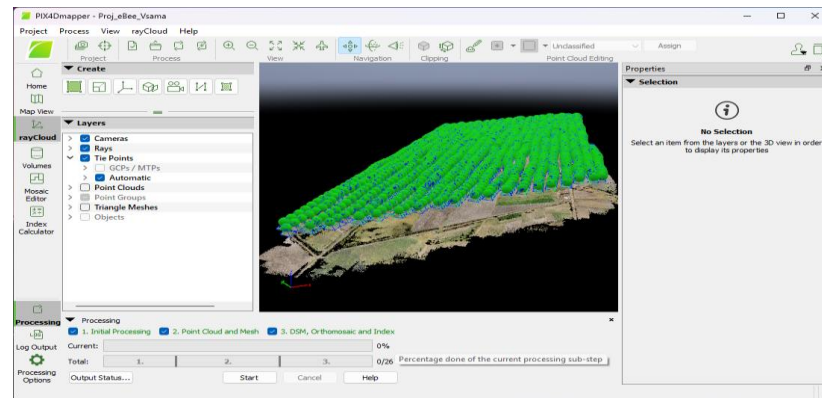 PIX4Dmapper - Proj_eBee_Vsama
Project Process View rayCloud Help
Project Process View Navigation Clipping Point Cloud Editing
Unclassified Assign
Home
Map View
rayCloud
Volumes
Mosaic
Editor
Index
Calculator
Processing
Log Output
Processing
Options
Create
Layers
Cameras
Rays
Tie Points
GCPs / MTPs
Automatic
Point Clouds
Point Groups
Triangle Meshes
Objects
Properties
Selection
No Selection
Select an item from the layers or the 3D view in order
to display its properties
Processing
1. Initial Processing 2. Point Cloud and Mesh 3. DSM, Orthomosaic and Index
Current: 0%
Total: 1. 2. 3. 0/26
Percentage done of the current processing sub-step
Output Status... Start Cancel Help